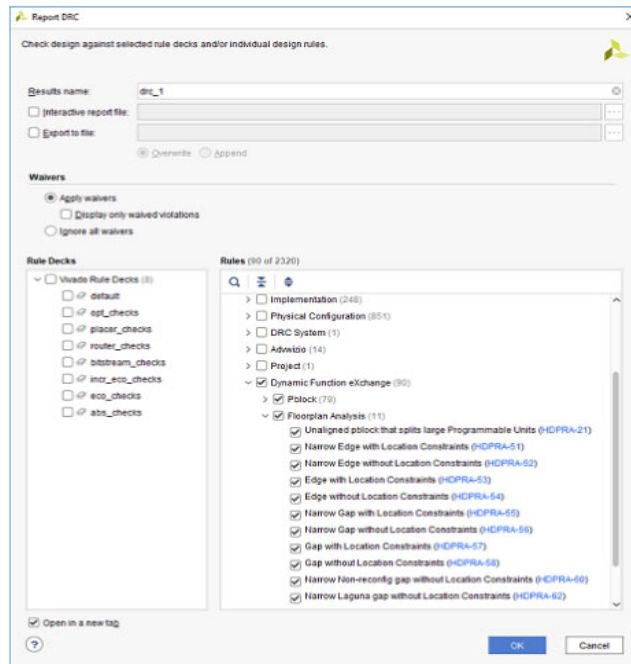 Report DRC
Check design against selected rule decks and/or individual design rules.
Results name: drc_1
Interactive report file:
Export to file:
Overwrite Append
Waivers
Apply waivers
Display only waived violations
Ignore all waivers
Rule Decks
Vivado Rule Decks (8)
default
opt_checks
placer_checks
router_checks
bitstream_checks
incr_eco_checks
eco_checks
abs_checks
Rules (90 of 2320)
Implementation (248)
Physical Configuration (851)
DRC System (1)
Advwizio (14)
Project (1)
Dynamic Function eXchange (90)
Pblock (79)
Floorplan Analysis (11)
Unaligned pblock that splits large Programmable Units (HDPRA-21)
Narrow Edge with Location Constraints (HDPRA-51)
Narrow Edge without Location Constraints (HDPRA-52)
Edge with Location Constraints (HDPRA-53)
Edge without Location Constraints (HDPRA-54)
Narrow Gap with Location Constraints (HDPRA-55)
Narrow Gap without Location Constraints (HDPRA-56)
Gap with Location Constraints (HDPRA-57)
Gap without Location Constraints (HDPRA-58)
Narrow Non-reconfig gap without Location Constraints (HDPRA-60)
Narrow Laguna gap without Location Constraints (HDPRA-62)
Open in a new tab
?
OK
Cancel